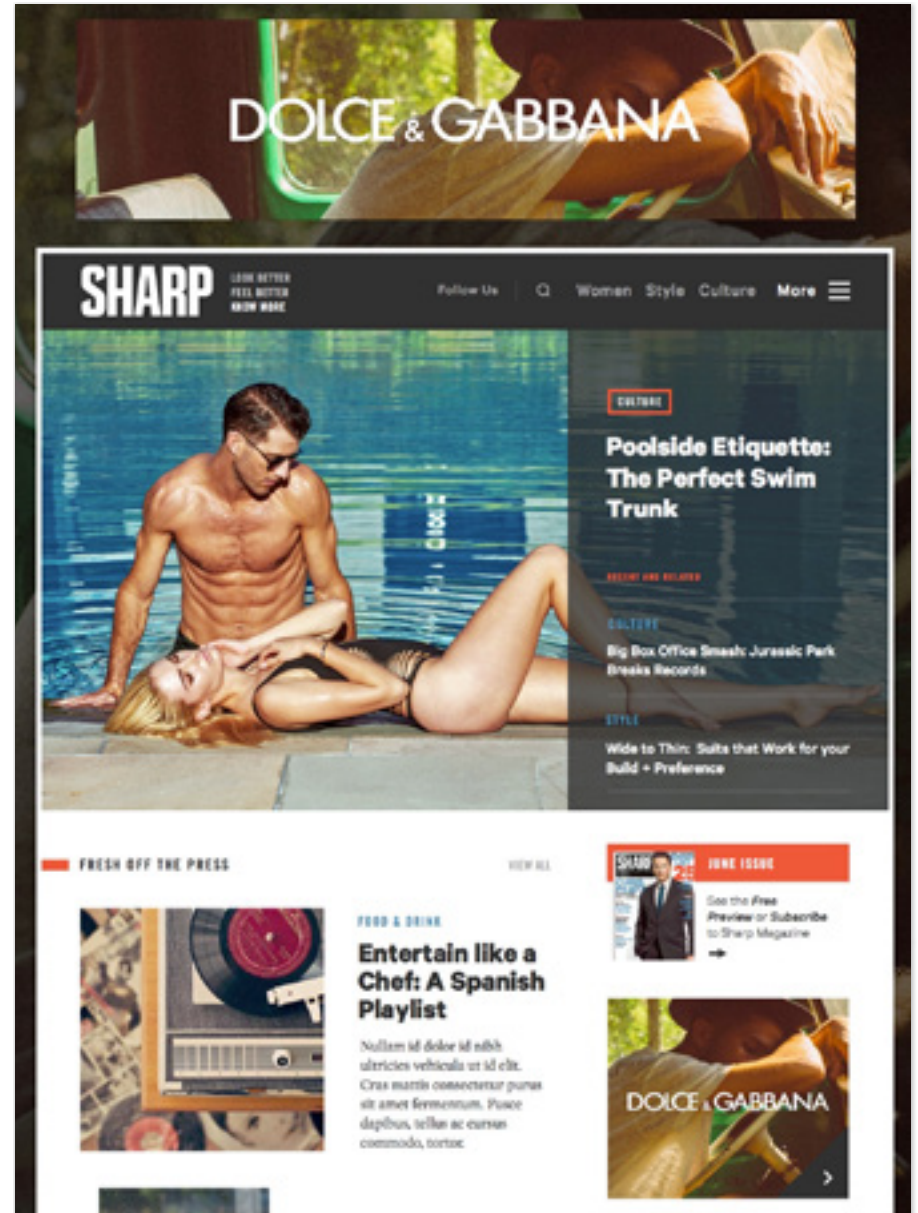 DOLCE & GABBANA
SHARP
LOOK BETTER
FEEL BETTER
KNOW MORE
Follow Us
Women Style Culture More
CULTURE
Poolside Etiquette:
The Perfect Swim
Trunk
RECENT AND RELATED
CULTURE
Big Box Office Smash: Jurassic Park
Breaks Records
STYLE
Wide to Thin: Suits that Work for your
Build + Preference
FRESH OFF THE PRESS
VIEW ALL
FOOD & DRINK
Entertain like a
Chef: A Spanish
Playlist
Nullam id dolor id nibh
ultricies vehicula ut id elit.
Cras mattis consectetur purus
sit amet fermentum. Fusce
dapibus, tellus ac cursus
commodo, tortor.
SHARP
JUNE ISSUE
See the Free
Preview or Subscribe
to Sharp Magazine
DOLCE & GABBANA